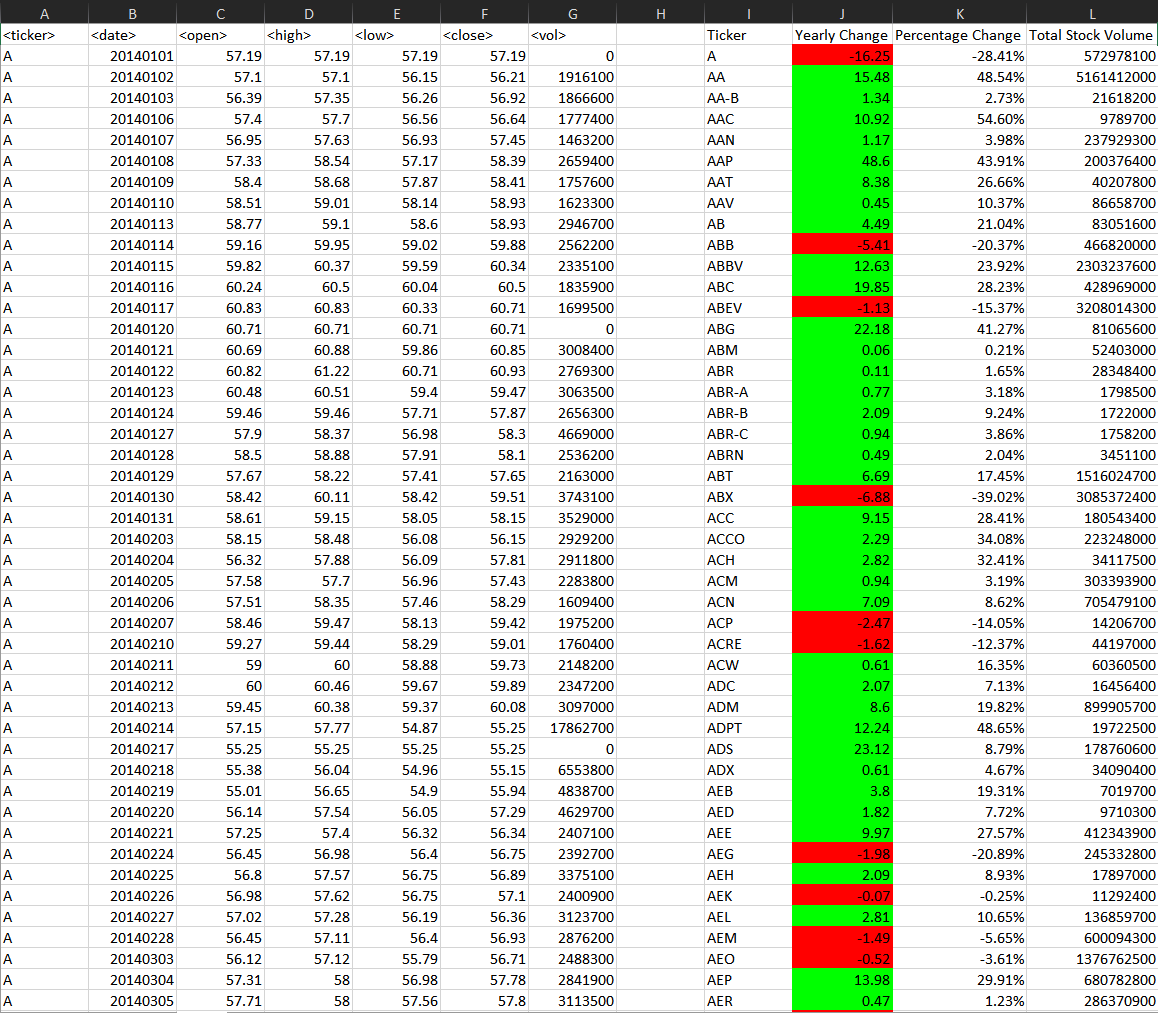 A B C D E F G H I J K L
<ticker> <date> <open> <high> <low> <close> <vol> Ticker Yearly Change Percentage Change Total Stock Volume
A 20140101 57.19 57.19 57.19 57.19 0 A -16.25 -28.41% 572978100
A 20140102 57.1 57.1 56.15 56.21 1916100 AA 15.48 48.54% 5161412000
A 20140103 56.39 57.35 56.26 56.92 1866600 AA-B 1.34 2.73% 21618200
A 20140106 57.4 57.7 56.56 56.64 1777400 AAC 10.92 54.60% 9789700
A 20140107 56.95 57.63 56.93 57.45 1463200 AAN 1.17 3.98% 237929300
A 20140108 57.33 58.54 57.17 58.39 2659400 AAP 48.6 43.91% 200376400
A 20140109 58.4 58.68 57.87 58.41 1757600 AAT 8.38 26.66% 40207800
A 20140110 58.51 59.01 58.14 58.93 1623300 AAV 0.45 10.37% 86658700
A 20140113 58.77 59.1 58.6 58.93 2946700 AB 4.49 21.04% 83051600
A 20140114 59.16 59.95 59.02 59.88 2562200 ABB -5.41 -20.37% 466820000
A 20140115 59.82 60.37 59.59 60.34 2335100 ABBV 12.63 23.92% 2303237600
A 20140116 60.24 60.5 60.04 60.5 1835900 ABC 19.85 28.23% 428969000
A 20140117 60.83 60.83 60.33 60.71 1699500 ABEV -1.13 -15.37% 3208014300
A 20140120 60.71 60.71 60.71 60.71 0 ABG 22.18 41.27% 81065600
A 20140121 60.69 60.88 59.86 60.85 3008400 ABM 0.06 0.21% 52403000
A 20140122 60.82 61.22 60.71 60.93 2769300 ABR 0.11 1.65% 28348400
A 20140123 60.48 60.51 59.4 59.47 3063500 ABR-A 0.77 3.18% 1798500
A 20140124 59.46 59.46 57.71 57.87 2656300 ABR-B 2.09 9.24% 1722000
A 20140127 57.9 58.37 56.98 58.3 4669000 ABR-C 0.94 3.86% 1758200
A 20140128 58.5 58.88 57.91 58.1 2536200 ABRN 0.49 2.04% 3451100
A 20140129 57.67 58.22 57.41 57.65 2163000 ABT 6.69 17.45% 1516024700
A 20140130 58.42 60.11 58.42 59.51 3743100 ABX -6.88 -39.02% 3085372400
A 20140131 58.61 59.15 58.05 58.15 3529000 ACC 9.15 28.41% 180543400
A 20140203 58.15 58.48 56.08 56.15 2929200 ACCO 2.29 34.08% 223248000
A 20140204 56.32 57.88 56.09 57.81 2911800 ACH 2.82 32.41% 34117500
A 20140205 57.58 57.7 56.96 57.43 2283800 ACM 0.94 3.19% 303393900
A 20140206 57.51 58.35 57.46 58.29 1609400 ACN 7.09 8.62% 705479100
A 20140207 58.46 59.47 58.13 59.42 1975200 ACP -2.47 -14.05% 14206700
A 20140210 59.27 59.44 58.29 59.01 1760400 ACRE -1.62 -12.37% 44197000
A 20140211 59 60 58.88 59.73 2148200 ACW 0.61 16.35% 60360500
A 20140212 60 60.46 59.67 59.89 2347200 ADC 2.07 7.13% 16456400
A 20140213 59.45 60.38 59.37 60.08 3097000 ADM 8.6 19.82% 899905700
A 20140214 57.15 57.77 54.87 55.25 17862700 ADPT 12.24 48.65% 19722500
A 20140217 55.25 55.25 55.25 55.25 0 ADS 23.12 8.79% 178760600
A 20140218 55.38 56.04 54.96 55.15 6553800 ADX 0.61 4.67% 34090400
A 20140219 55.01 56.65 54.9 55.94 4838700 AEB 3.8 19.31% 7019700
A 20140220 56.14 57.54 56.05 57.29 4629700 AED 1.82 7.72% 9710300
A 20140221 57.25 57.4 56.32 56.34 2407100 AEE 9.97 27.57% 412343900
A 20140224 56.45 56.98 56.4 56.75 2392700 AEG -1.98 -20.89% 245332800
A 20140225 56.8 57.57 56.75 56.89 3375100 AEH 2.09 8.93% 17897000
A 20140226 56.98 57.62 56.75 57.1 2400900 AEK -0.07 -0.25% 11292400
A 20140227 57.02 57.28 56.19 56.36 3123700 AEL 2.81 10.65% 136859700
A 20140228 56.45 57.11 56.4 56.93 2876200 AEM -1.49 -5.65% 600094300
A 20140303 56.12 57.12 55.79 56.71 2488300 AEO -0.52 -3.61% 1376762500
A 20140304 57.31 58 56.98 57.78 2841900 AEP 13.98 29.91% 680782800
A 20140305 57.71 58 57.56 57.8 3113500 AER 0.47 1.23% 286370900